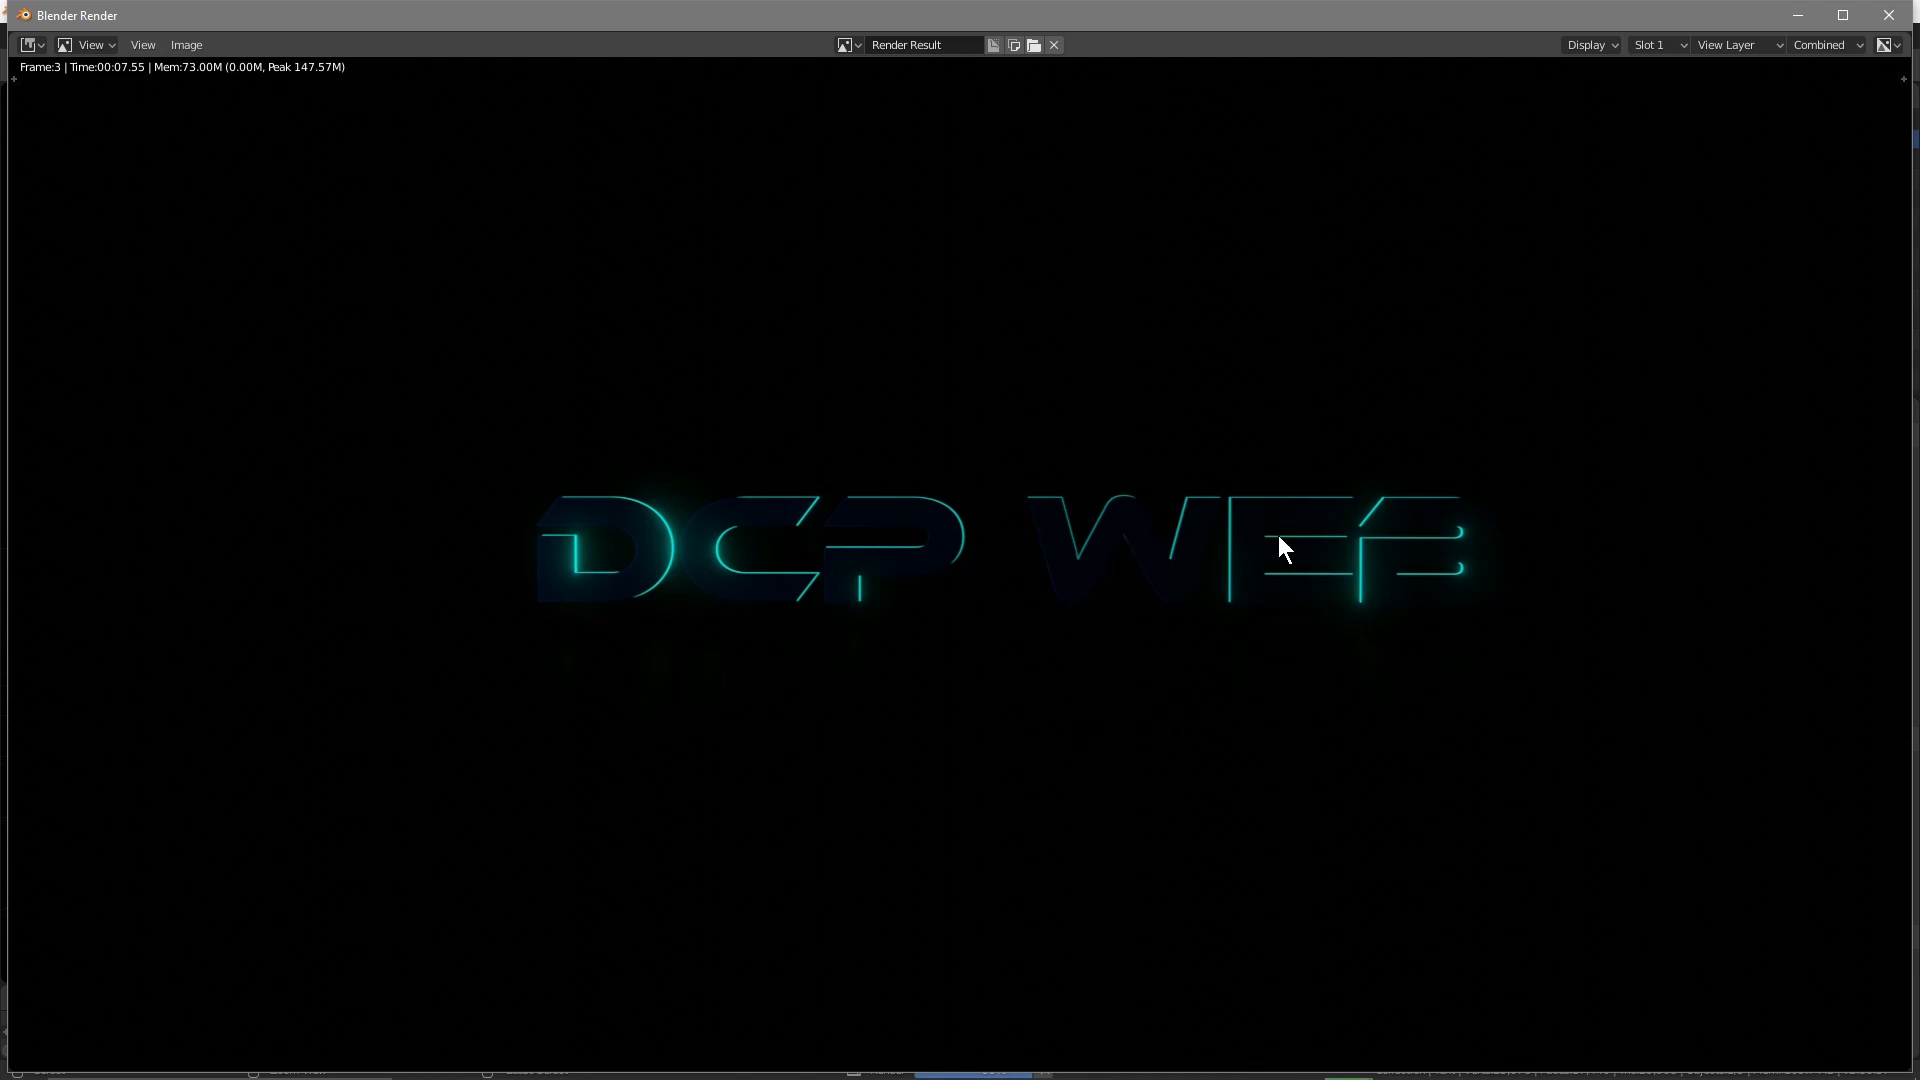 Blender Render
View View Image Render Result Display Slot 1 View Layer Combined
Frame:3 | Time:00:07.55 | Mem:73.00M (0.00M, Peak 147.57M)
DCP WEB